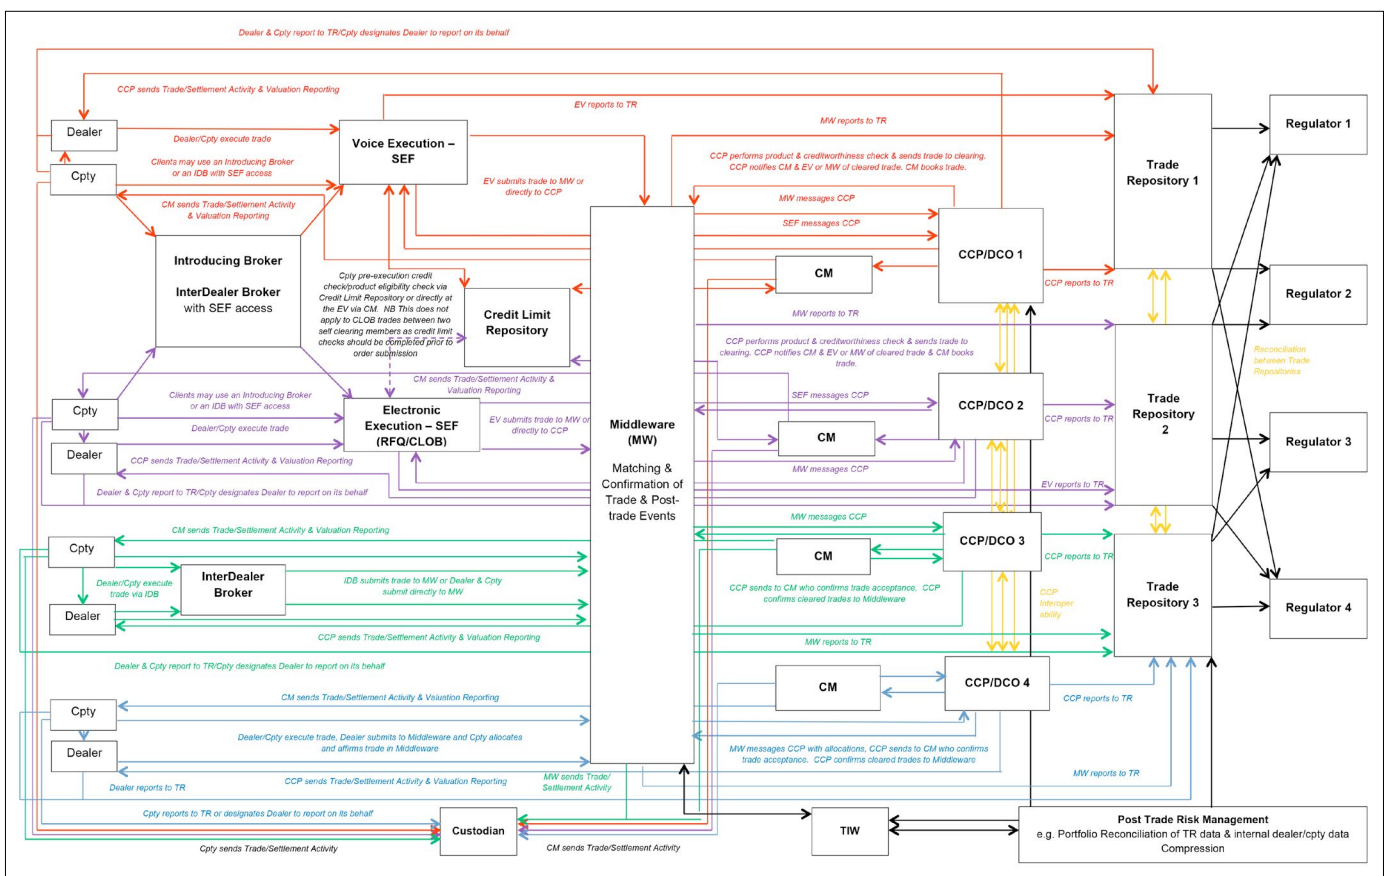 Dealer & Cpty report to TR/Cpty designates Dealer to report on its behalf
CCP sends Trade/Settlement Activity & Valuation Reporting
EV reports to TR
MW reports to TR
Dealer
Dealer/Cpty execute trade
Voice Execution –
SEF
Regulator 1
Clients may use an Introducing Broker
or an IDB with SEF access
Cpty
CCP performs product & creditworthiness check & sends trade to clearing.
CCP notifies CM & EV or MW of cleared trade. CM books trade.
Trade
Repository 1
EV submits trade to MW or
directly to CCP
CM sends Trade/Settlement Activity
& Valuation Reporting
MW messages CCP
SEF messages CCP
Introducing Broker
InterDealer Broker
with SEF access
CCP/DCO 1
CM
CCP reports to TR
Cpty pre-execution credit
check/product eligibility check via
Credit Limit Repository or directly at
the EV via CM.  NB This does not
apply to CLOB trades between two
self clearing members as credit limit
checks should be completed prior to
order submission
Credit Limit
Repository
Regulator 2
MW reports to TR
CCP performs product & creditworthiness check & sends trade to
clearing. CCP notifies CM & EV or MW of cleared trade & CM books
trade.
Reconciliation
between Trade
Repositories
CM sends Trade/Settlement Activity &
Valuation Reporting
Clients may use an Introducing Broker
or an IDB with SEF access
SEF messages CCP
CCP/DCO 2
Cpty
Dealer/Cpty execute trade
Electronic
Execution – SEF
(RFQ/CLOB)
EV submits trade to MW or
directly to CCP
Middleware
(MW)
Matching &
Confirmation of
Trade & Post-
trade Events
CM
CCP reports to TR
Trade
Repository
2
Regulator 3
Dealer
CCP sends Trade/Settlement Activity & Valuation Reporting
MW messages CCP
EV reports to TR
Dealer & Cpty report to TR/Cpty designates Dealer to report on its behalf
MW messages CCP
CM sends Trade/Settlement Activity & Valuation Reporting
Cpty
CM
CCP/DCO 3
CCP reports to TR
Dealer/Cpty execute
trade via IDB
InterDealer
Broker
IDB submits trade to MW or Dealer & Cpty
submit directly to MW
CCP sends to CM who confirms trade acceptance,  CCP
confirms cleared trades to Middleware
CCP
Interoper
ability
Trade
Repository 3
Regulator 4
Dealer
CCP sends Trade/Settlement Activity & Valuation Reporting
MW reports to TR
Dealer & Cpty report to TR/Cpty designates Dealer to report on its behalf
CM sends Trade/Settlement Activity & Valuation Reporting
Cpty
CM
CCP/DCO 4
CCP reports to TR
Dealer/Cpty execute trade, Dealer submits to Middleware and Cpty allocates
and affirms trade in Middleware
Dealer
MW messages CCP with allocations, CCP sends to CM who confirms
trade acceptance.  CCP confirms cleared trades to Middleware
MW reports to TR
CCP sends Trade/Settlement Activity & Valuation Reporting
Dealer reports to TR
MW sends Trade/
Settlement Activity
Cpty reports to TR or designates Dealer to report on its behalf
Custodian
TIW
Post Trade Risk Management
e.g. Portfolio Reconciliation of TR data & internal dealer/cpty data
Compression
Cpty sends Trade/Settlement Activity
CM sends Trade/Settlement Activity